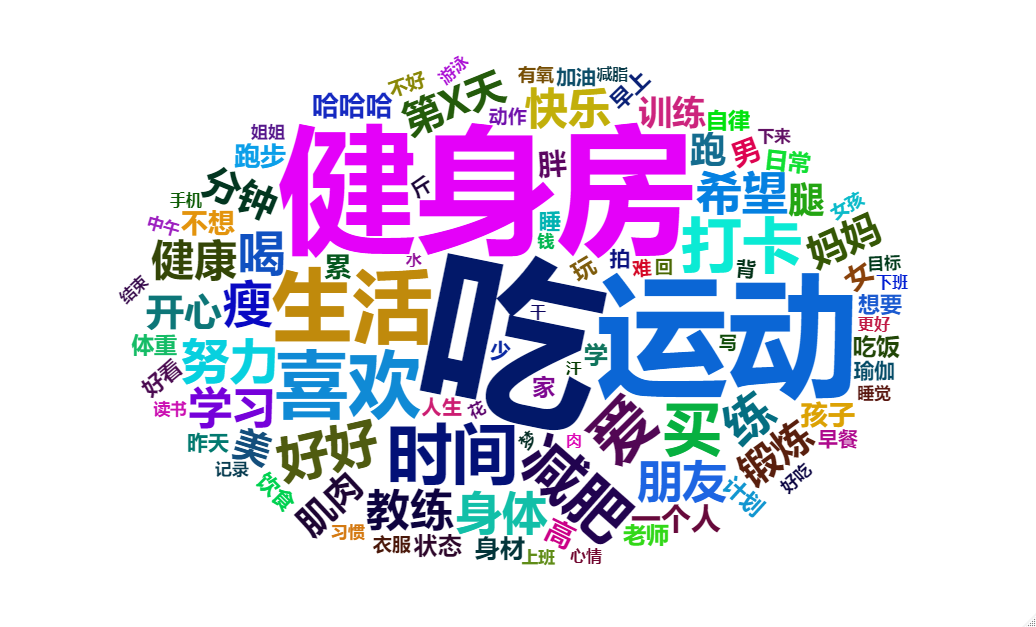 游泳
有氧
加油
减脂
不好
第X天
下午
哈哈哈
动作
快乐
训练
自律
姐姐
健身房
跑步
胖
跑
男
下来
日常
分钟
斤
希望
腿
女孩
手机
中午
不想
睡
钱
打卡
妈妈
健康
喝
累
水
玩
拍
难
回
背
女
目标
结束
瘦
生活
吃
运动
下班
开心
干
想要
更好
体重
努力
喜欢
少
学
写
吃饭
好看
汗
瑜伽
读书
学习
人生
花
家
睡觉
昨天
美
好好
时间
梦
肉
爱
买
练
孩子
早餐
记录
减肥
锻炼
饮食
肌肉
朋友
计划
好吃
教练
身体
高
一个人
习惯
老师
衣服
状态
身材
上班
心情